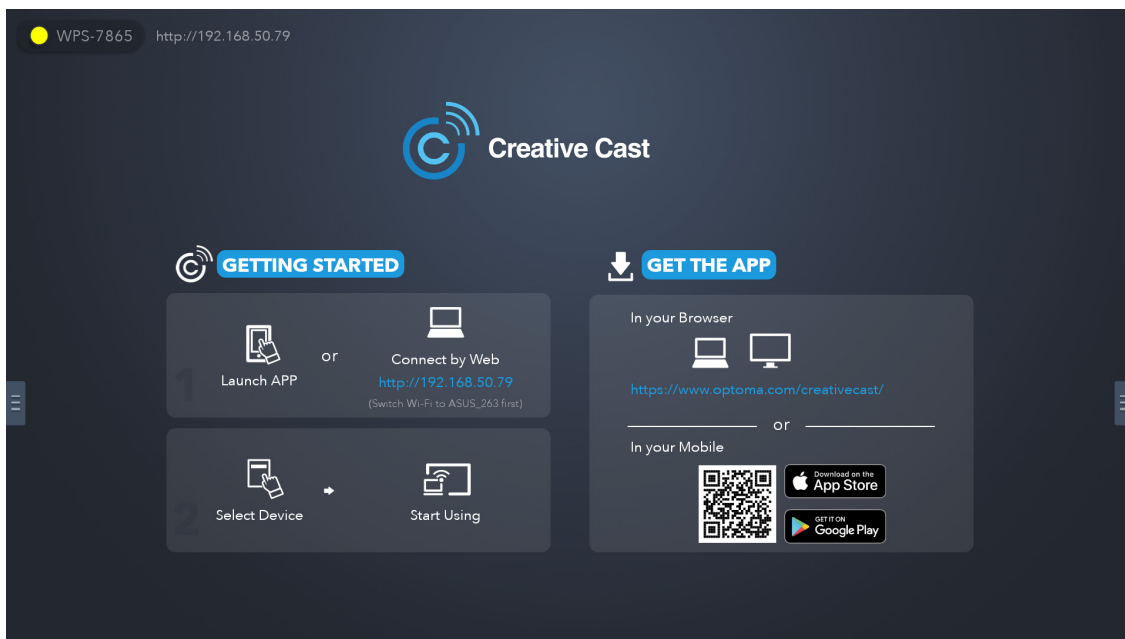 WPS-7865 http://192.168.50.79
Creative Cast
GETTING STARTED
1
Launch APP
or
Connect by Web
http://192.168.50.79
(Switch Wi-Fi to ASUS_263 first)
2
Select Device
Start Using
GET THE APP
In your Browser
https://www.optoma.com/creativecast/
or
In your Mobile
Download on the
App Store
GET IT ON
Google Play